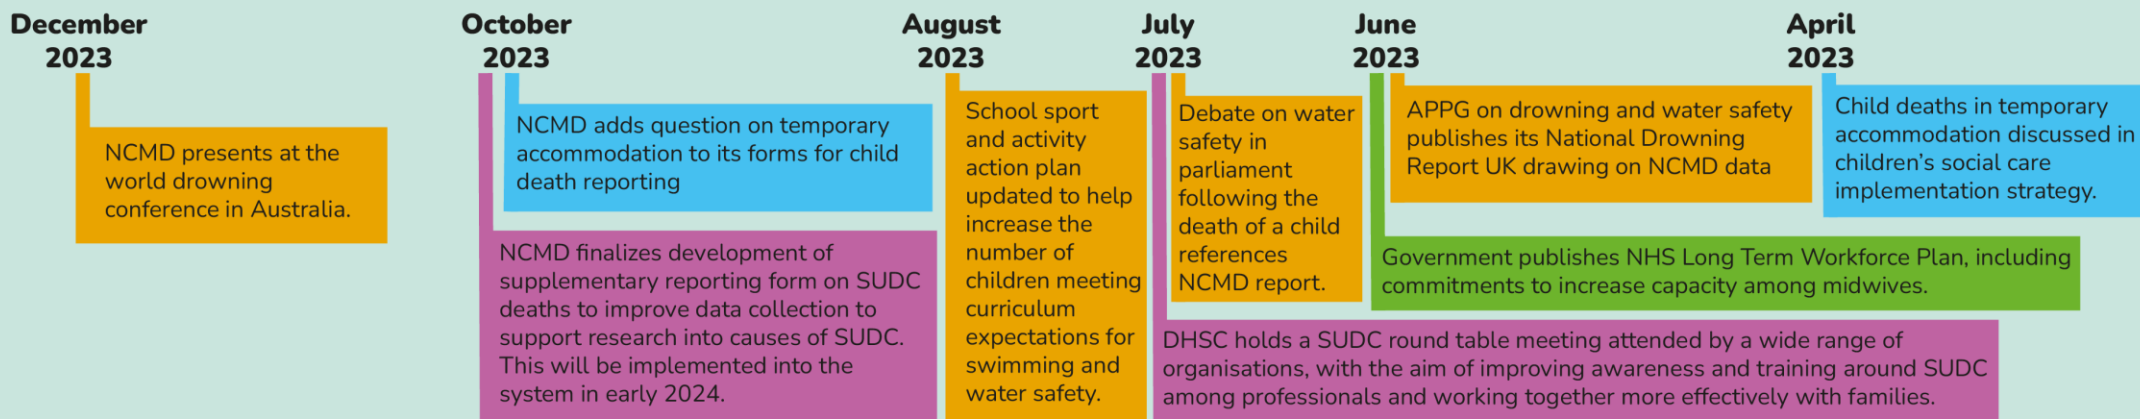 December
2023
NCMD presents at the
world drowning
conference in Australia.
October
2023
NCMD adds question on temporary
accommodation to its forms for child
death reporting
NCMD finalizes development of
supplementary reporting form on SUDC
deaths to improve data collection to
support research into causes of SUDC.
This will be implemented into the
system in early 2024.
August
2023
School sport
and activity
action plan
updated to help
increase the
number of
children meeting
curriculum
expectations for
swimming and
water safety.
July
2023
Debate on water
safety in
parliament
following the
death of a child
references
NCMD report.
DHSC holds a SUDC round table meeting attended by a wide range of
organisations, with the aim of improving awareness and training around SUDC
among professionals and working together more effectively with families.
June
2023
APPG on drowning and water safety
publishes its National Drowning
Report UK drawing on NCMD data
Government publishes NHS Long Term Workforce Plan, including
commitments to increase capacity among midwives.
April
2023
Child deaths in temporary
accommodation discussed in
children’s social care
implementation strategy.